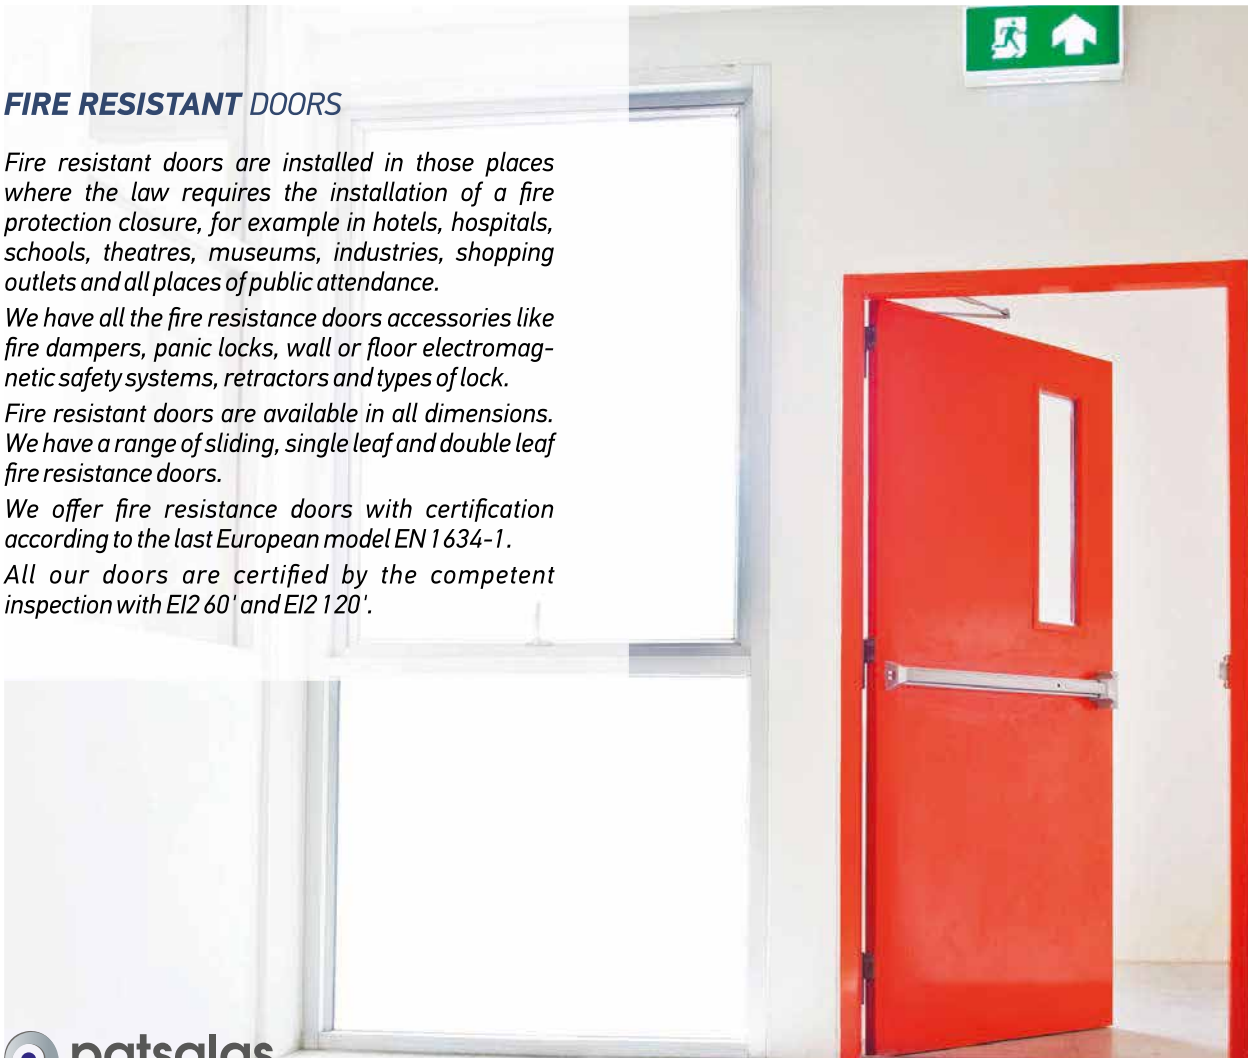 FIRE RESISTANT DOORS
Fire resistant doors are installed in those places
where the law requires the installation of a fire
protection closure, for example in hotels, hospitals,
schools, theatres, museums, industries, shopping
outlets and all places of public attendance.
We have all the fire resistance doors accessories like
fire dampers, panic locks, wall or floor electromag-
netic safety systems, retractors and types of lock.
Fire resistant doors are available in all dimensions.
We have a range of sliding, single leaf and double leaf
fire resistance doors.
We offer fire resistance doors with certification
according to the last European model EN 1634-1.
All our doors are certified by the competent
inspection with EI2 60' and EI2 120'.
patsalas